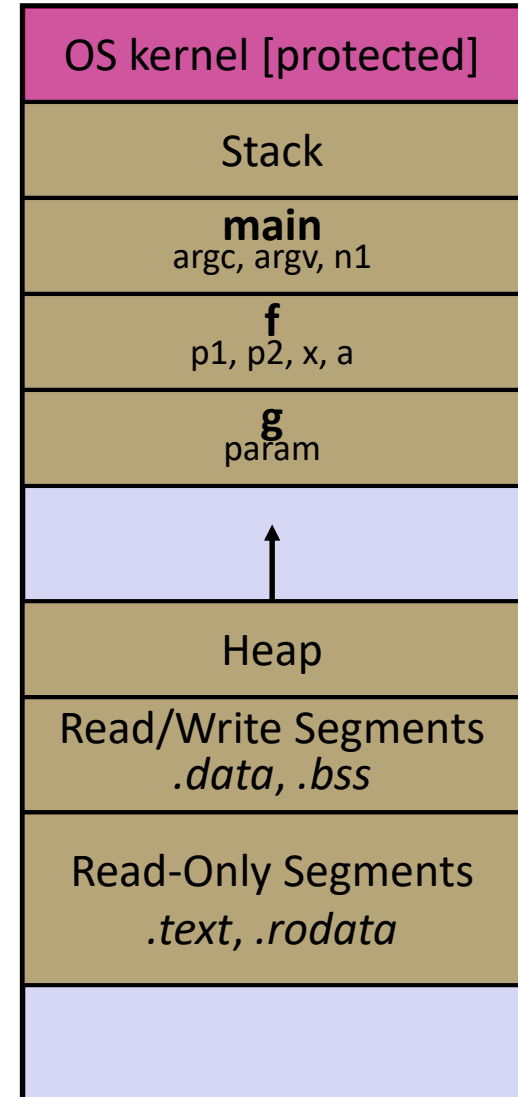 OS kernel [protected]
Stack
main
argc, argv, n1
f
p1, p2, x, a
g
param
Heap
Read/Write Segments
.data, .bss
Read-Only Segments
.text, .rodata